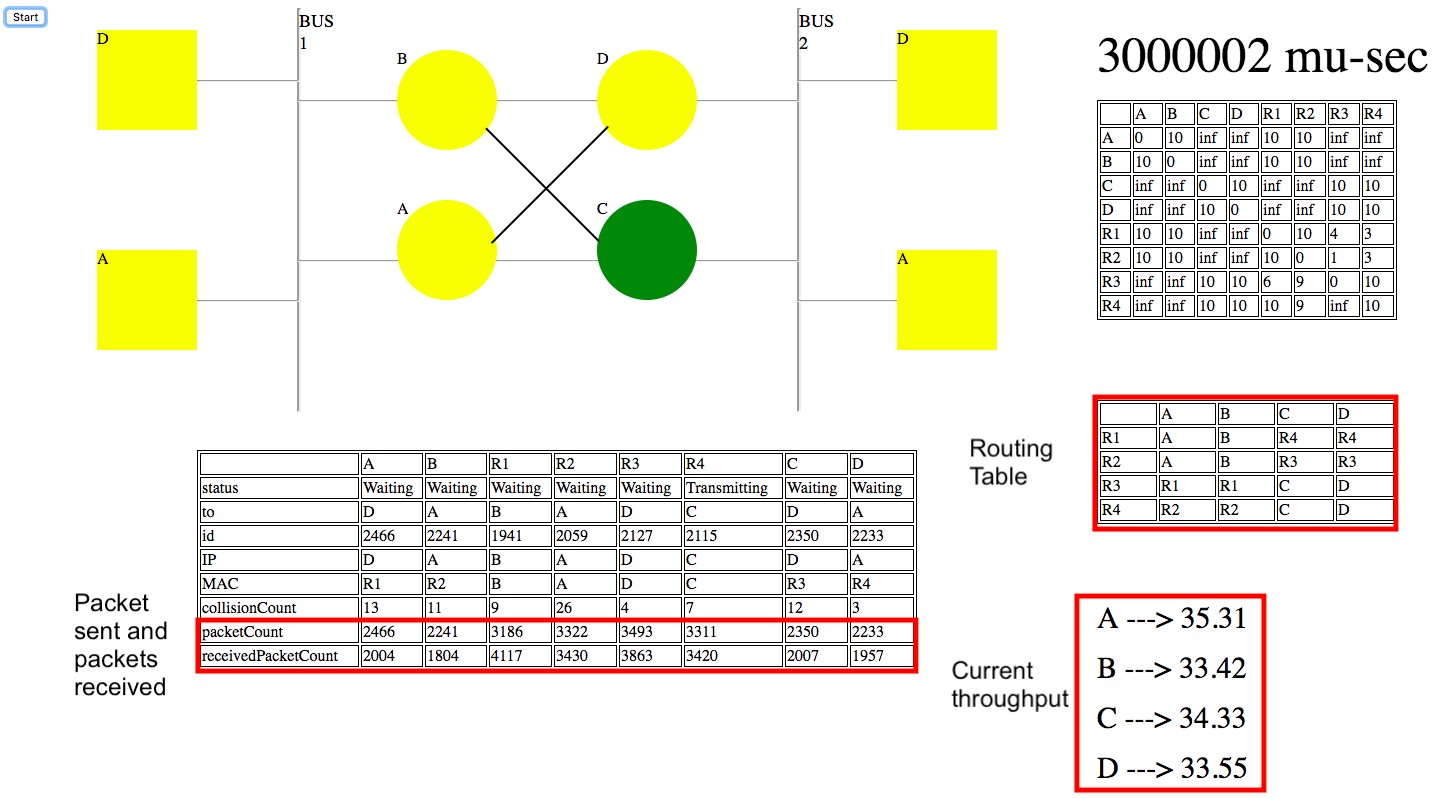 Start
BUS
1
BUS
2
D
B
D
D
A
C
A
A
3000002 mu-sec
A B C D R1 R2 R3 R4
A 0 10 inf inf 10 10 inf inf
B 10 0 inf inf 10 10 inf inf
C inf inf 0 10 inf inf 10 10
D inf inf 10 0 inf inf 10 10
R1 10 10 inf inf 0 10 4 3
R2 10 10 inf inf 10 0 1 3
R3 inf inf 10 10 6 9 0 10
R4 inf inf 10 10 10 9 inf 10
Routing
Table
A B C D
R1 A B R4 R4
R2 A B R3 R3
R3 R1 R1 C D
R4 R2 R2 C D
A B R1 R2 R3 R4 C D
status Waiting Waiting Waiting Waiting Waiting Transmitting Waiting Waiting
to D A B A D C D A
id 2466 2241 1941 2059 2127 2115 2350 2233
IP D A B A D C D A
MAC R1 R2 B A D C R3 R4
collisionCount 13 11 9 26 4 7 12 3
packetCount 2466 2241 3186 3322 3493 3311 2350 2233
receivedPacketCount 2004 1804 4117 3430 3863 3420 2007 1957
Packet
sent and
packets
received
Current
throughput
A ---> 35.31
B ---> 33.42
C ---> 34.33
D ---> 33.55